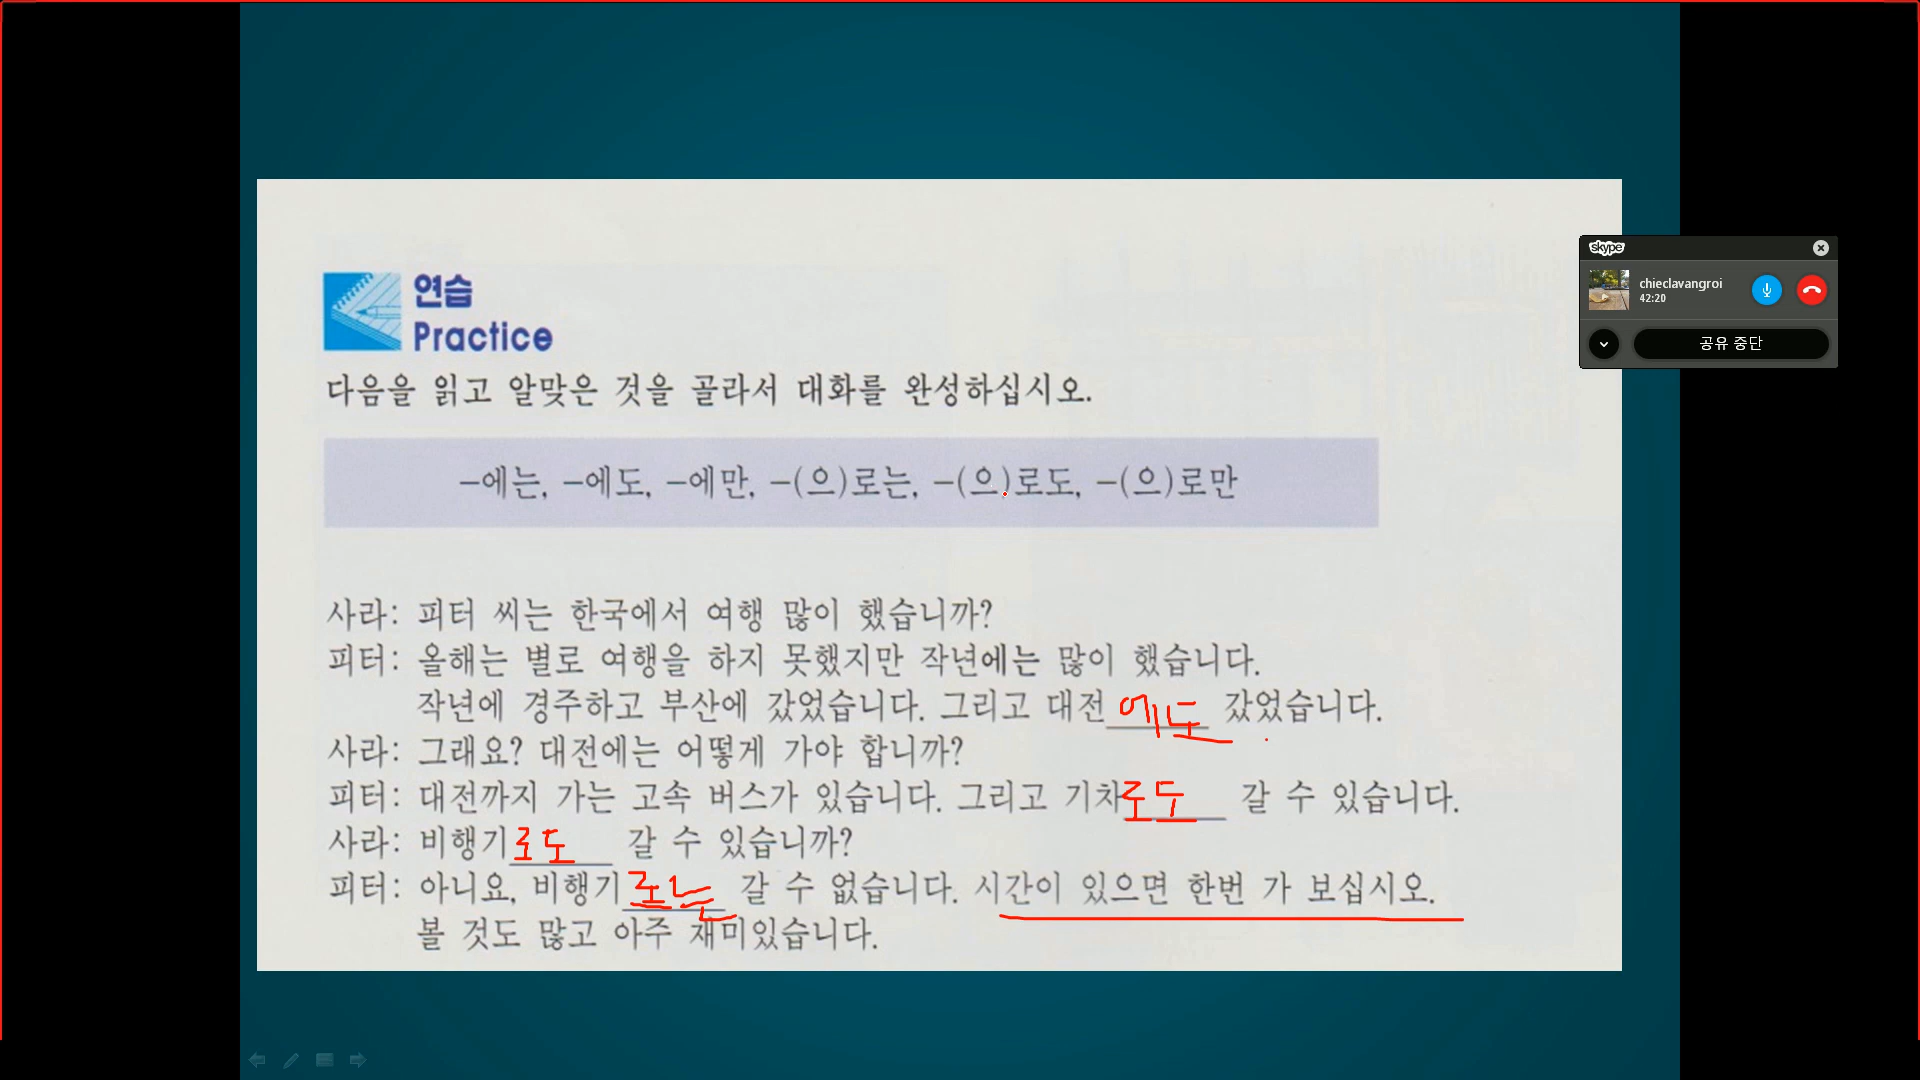 연습
Practice
다음을 읽고 알맞은 것을 골라서 대화를 완성하십시오.
-에는, -에도, -에만, -(으)로는, -(으)로도, -(으)로만
사라: 피터 씨는 한국에서 여행 많이 했습니까?
피터: 올해는 별로 여행을 하지 못했지만 작년에는 많이 했습니다.
작년에 경주하고 부산에 갔었습니다. 그리고 대전에도 갔었습니다.
사라: 그래요? 대전에는 어떻게 가야 합니까?
피터: 대전까지 가는 고속 버스가 있습니다. 그리고 기차로도 갈 수 있습니다.
사라: 비행기로도 갈 수 있습니까?
피터: 아니요, 비행기로는 갈 수 없습니다. 시간이 있으면 한번 가 보십시오.
볼 것도 많고 아주 재미있습니다.
skype
chieclavangroi
42:20
공유 중단